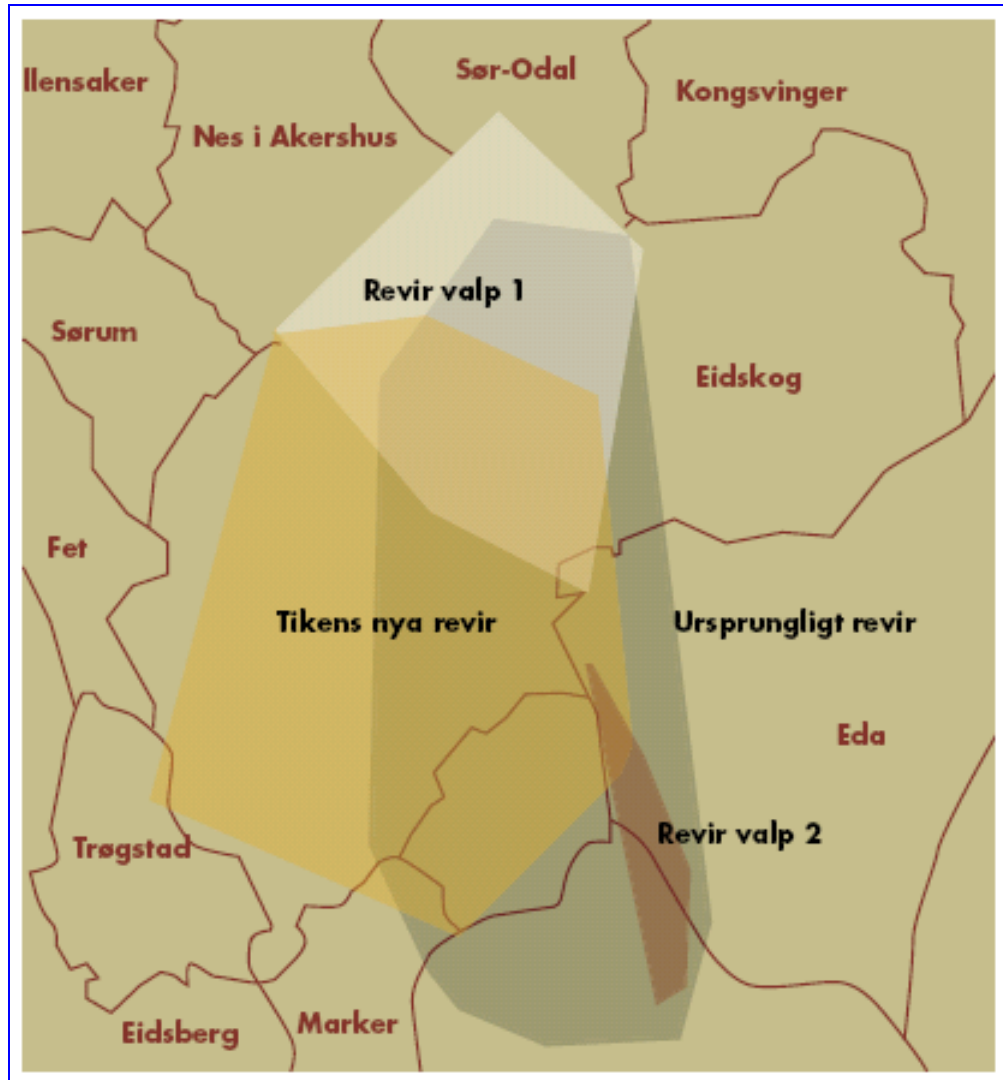 Sør-Odal
llensaker
Kongsvinger
Nes i Akershus
Revir valp 1
Sørum
Eidskog
Fet
Tikens nya revir
Ursprungligt revir
Eda
Revir valp 2
Trøgstad
Marker
Eidsberg